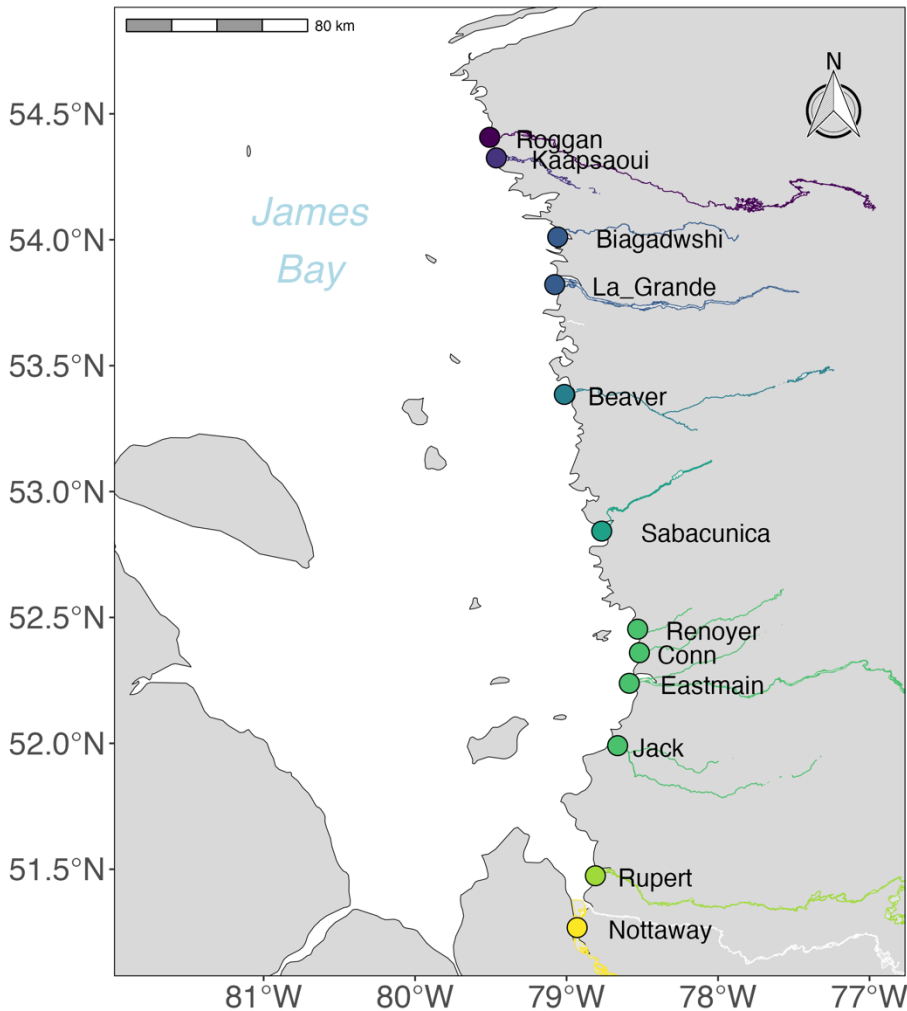 80 km
N
54.5°N
Roggan
Kaapsaoui
James
Bay
54.0°N
Biagadwshi
La_Grande
53.5°N
Beaver
53.0°N
Sabacunica
52.5°N
Renoyer
Conn
Eastmain
52.0°N
Jack
51.5°N
Rupert
Nottaway
81°W
80°W
79°W
78°W
77°W